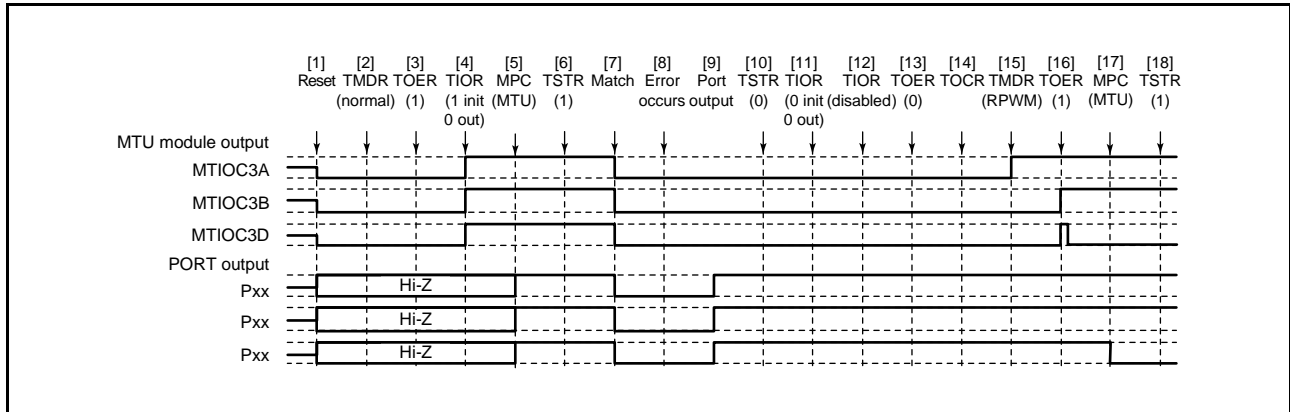 [1] [2] [3] [4] [5] [6] [7] [8] [9] [10] [11] [12] [13] [14] [15] [16] [17] [18]
Reset TMDR TOER TIOR MPC TSTR Match Error Port TSTR TIOR TIOR TOER TOCR TMDR TOER MPC TSTR
(normal) (1) (1 init (MTU) (1) occurs output (0) (0 init (disabled) (0) (RPWM) (1) (MTU) (1)
0 out) 0 out)
MTU module output
MTIOC3A
MTIOC3B
MTIOC3D
PORT output
Pxx Hi-Z
Pxx Hi-Z
Pxx Hi-Z